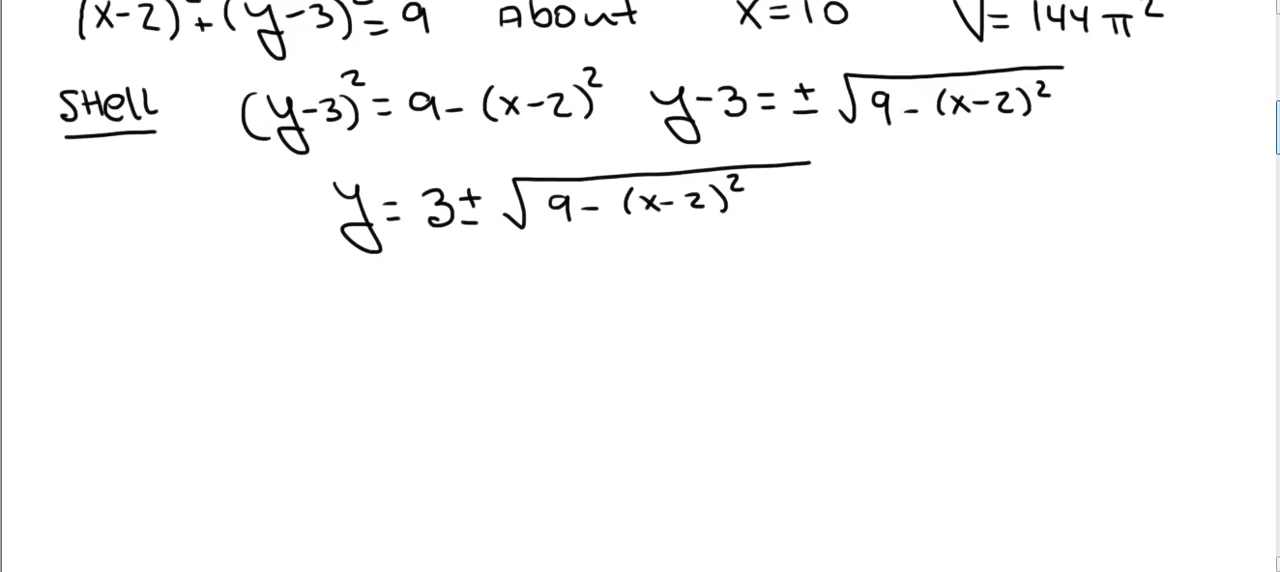 (x-2)²+(y-3)²=9 About x=10 V=144π²
SHell (y-3)²=9-(x-2)² y-3=±√9-(x-2)²
y=3±√9-(x-2)²